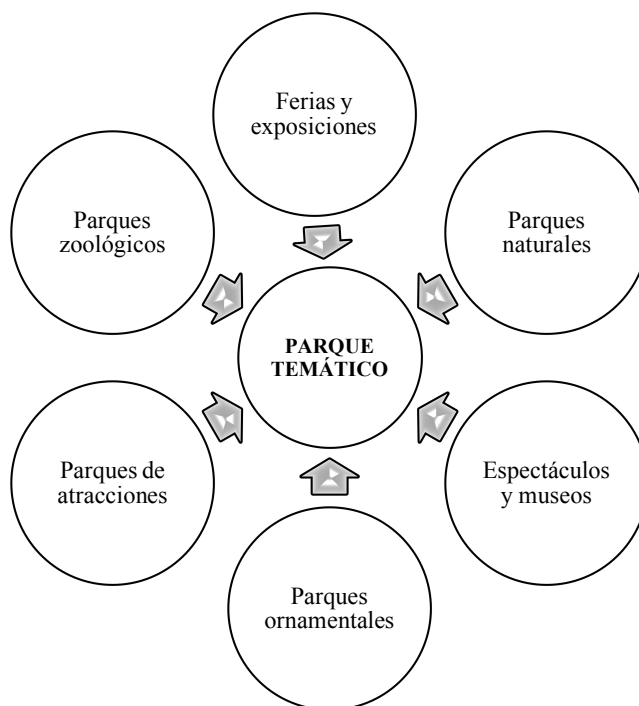 Ferias y
exposiciones
Parques
zoológicos
Parques
naturales
PARQUE
TEMÁTICO
Parques de
atracciones
Espectáculos
y museos
Parques
ornamentales